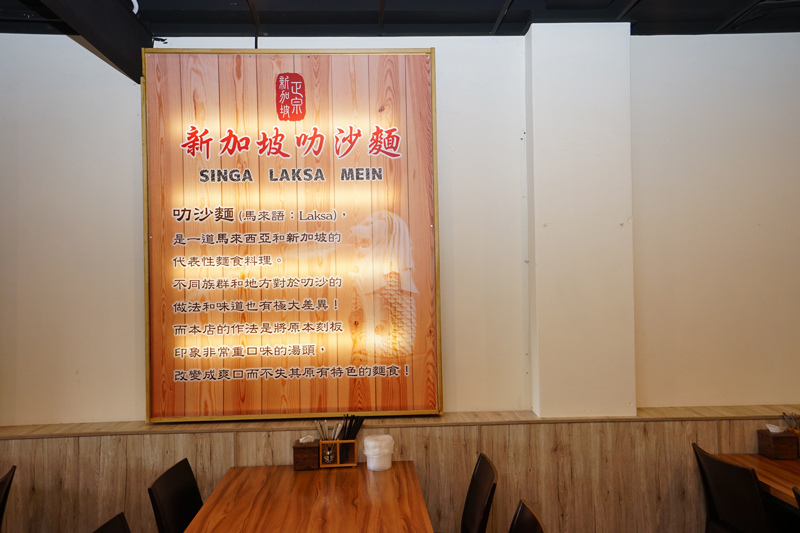 正宗
新加坡
新加坡叻沙麵
SINGA LAKSA MEIN
叻沙麵(馬來語：Laksa)，
是一道馬來西亞和新加坡的
代表性麵食料理。
不同族群和地方對於叻沙的
做法和味道也有極大差異！
而本店的作法是將原本刻板
印象非常重口味的湯頭，
改變成爽口而不失其原有特色的麵食！